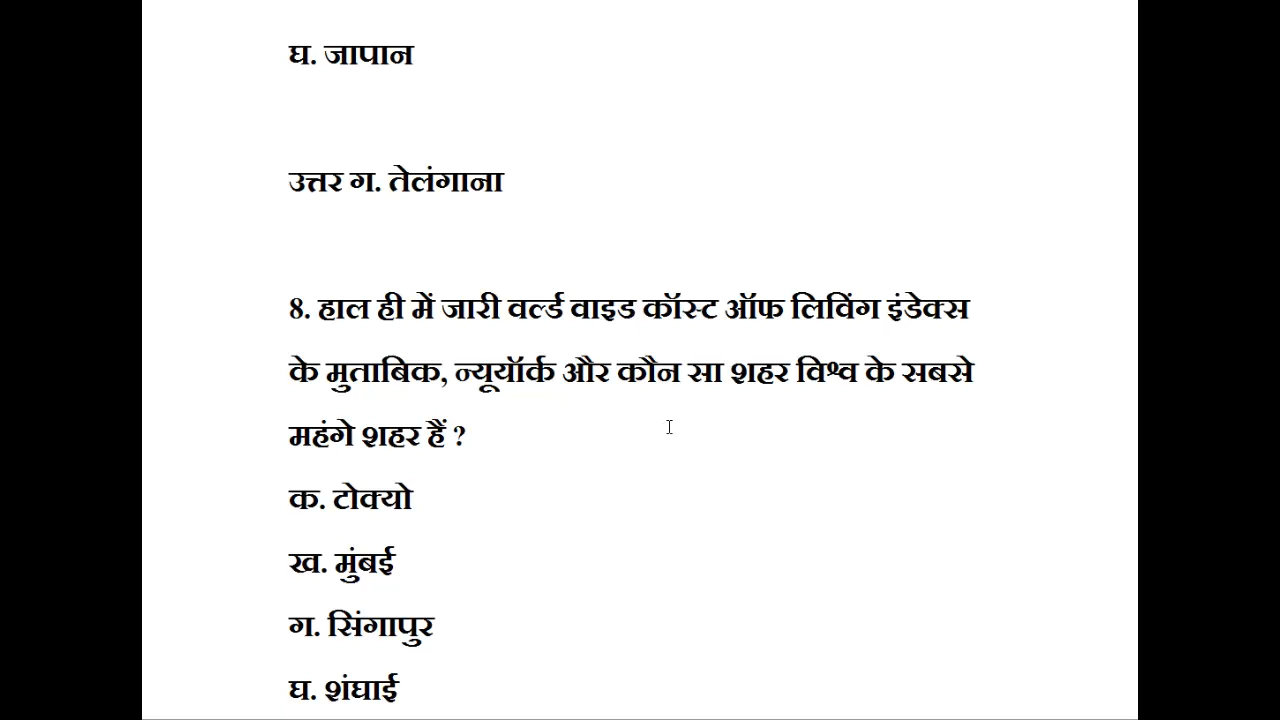 घ. जापान
उत्तर ग. तेलंगाना
8. हाल ही में जारी वर्ल्ड वाइड कॉस्ट ऑफ लिविंग इंडेक्स
के मुताबिक, न्यूयॉर्क और कौन सा शहर विश्व के सबसे
महंगे शहर हैं ?
क. टोक्यो
ख. मुंबई
ग. सिंगापुर
घ. शंघाई